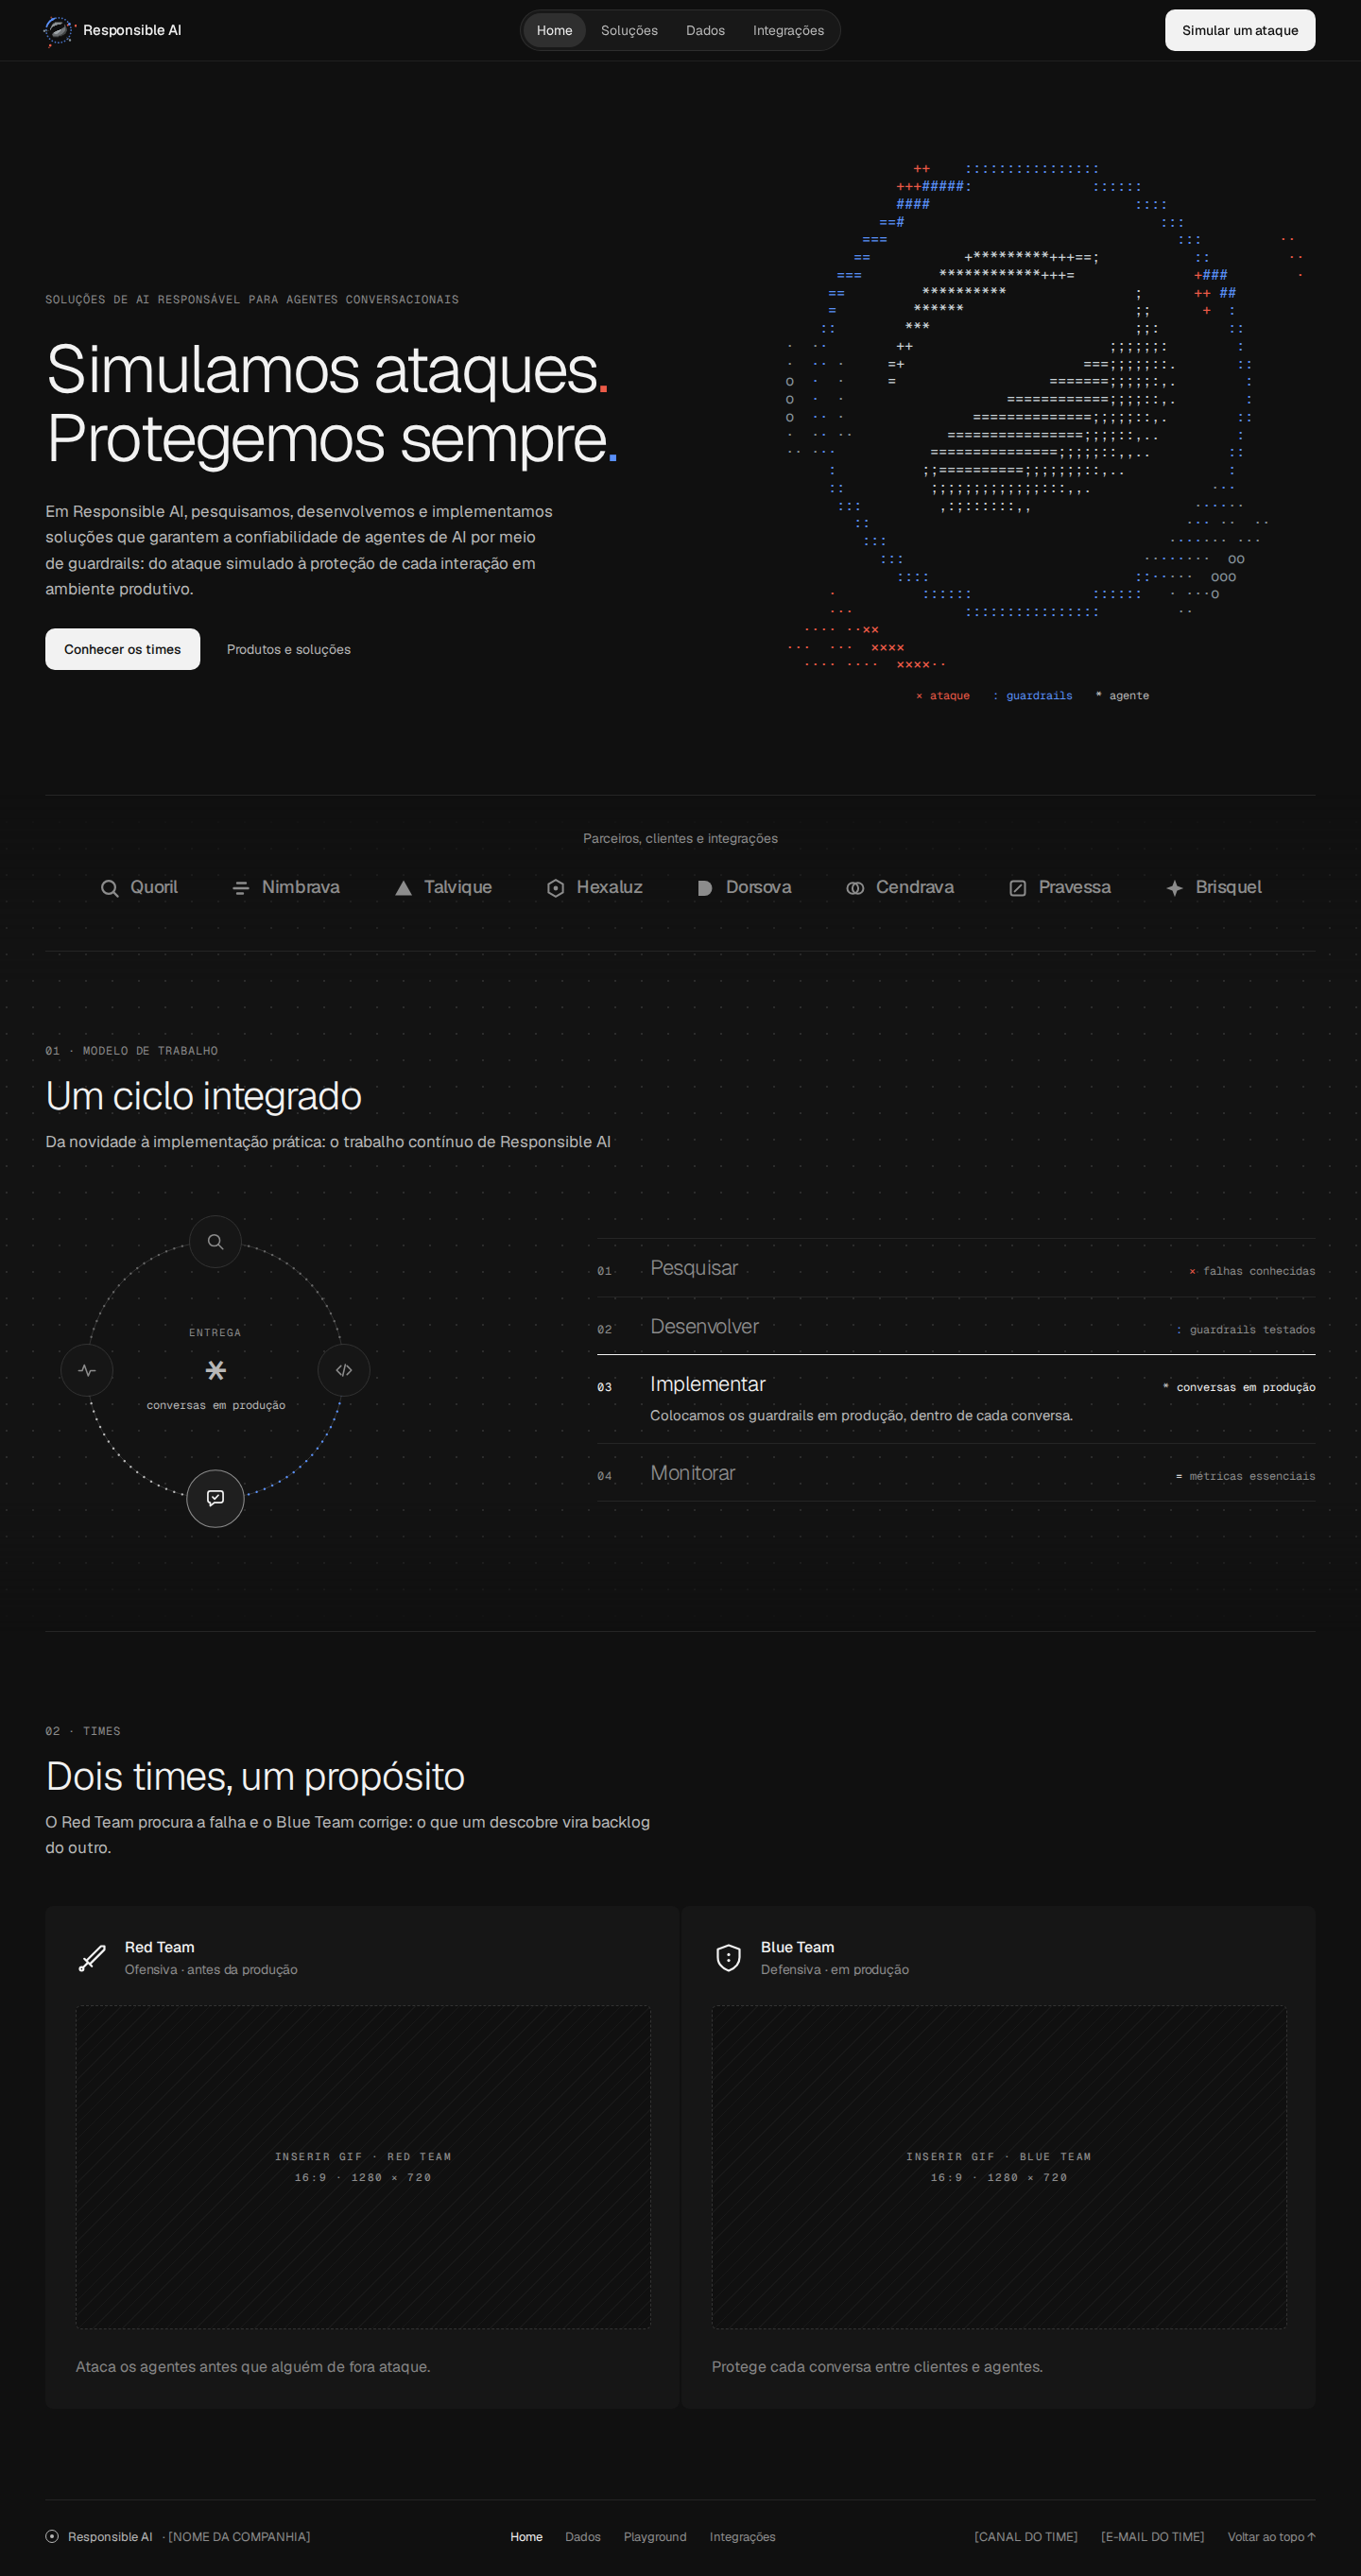 Responsible AI
Home
Soluções
Dados
Integrações
Simular um ataque
SOLUÇÕES DE AI RESPONSÁVEL PARA AGENTES CONVERSACIONAIS
Simulamos ataques.
Protegemos sempre.
Em Responsible AI, pesquisamos, desenvolvemos e implementamos
soluções que garantem a confiabilidade de agentes de AI por meio
de guardrails: do ataque simulado à proteção de cada interação em
ambiente produtivo.
Conhecer os times
Produtos e soluções
× ataque : guardrails * agente
Parceiros, clientes e integrações
Quoril
Nimbrava
Talvique
Hexaluz
Dorsova
Cendrava
Pravessa
Brisquel
01 · MODELO DE TRABALHO
Um ciclo integrado
Da novidade à implementação prática: o trabalho contínuo de Responsible AI
ENTREGA
*
conversas em produção
01 Pesquisar × falhas conhecidas
02 Desenvolver : guardrails testados
03 Implementar * conversas em produção
Colocamos os guardrails em produção, dentro de cada conversa.
04 Monitorar = métricas essenciais
02 · TIMES
Dois times, um propósito
O Red Team procura a falha e o Blue Team corrige: o que um descobre vira backlog
do outro.
Red Team
Ofensiva · antes da produção
INSERIR GIF · RED TEAM
16:9 · 1280 × 720
Ataca os agentes antes que alguém de fora ataque.
Blue Team
Defensiva · em produção
INSERIR GIF · BLUE TEAM
16:9 · 1280 × 720
Protege cada conversa entre clientes e agentes.
Responsible AI · [NOME DA COMPANHIA]
Home
Dados
Playground
Integrações
[CANAL DO TIME]
[E-MAIL DO TIME]
Voltar ao topo ↑